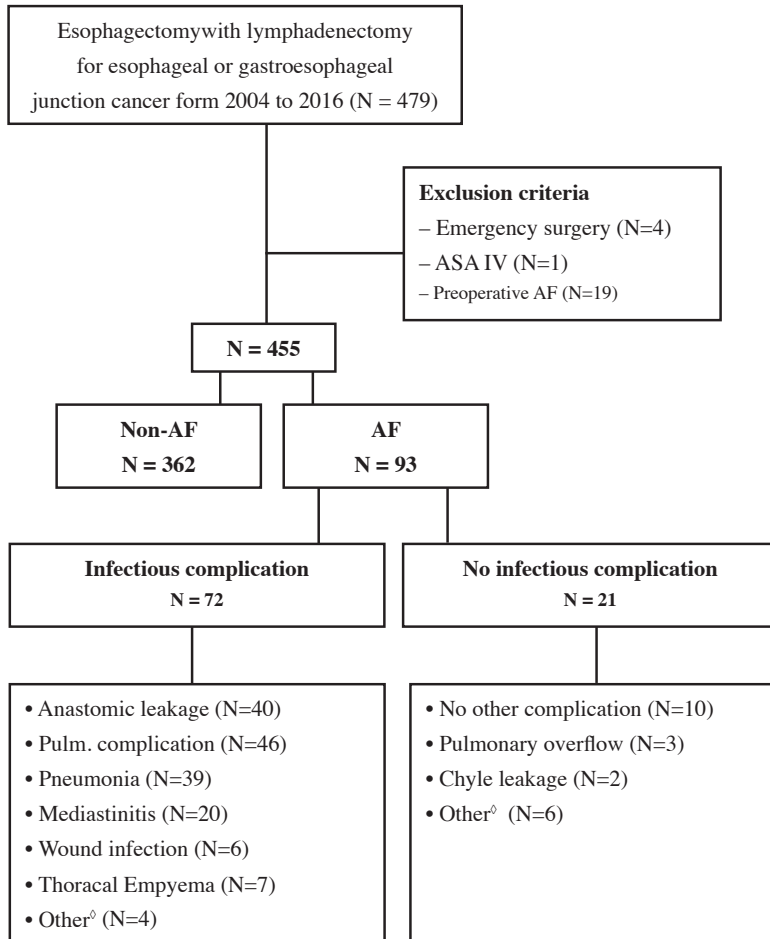 Esophagectomywith lymphadenectomy
for esophageal or gastroesophageal
junction cancer form 2004 to 2016 (N = 479)
Exclusion criteria
– Emergency surgery (N=4)
– ASA IV (N=1)
– Preoperative AF (N=19)
N = 455
Non-AF
N = 362
AF
N = 93
Infectious complication
N = 72
No infectious complication
N = 21
• Anastomic leakage (N=40)
• Pulm. complication (N=46)
• Pneumonia (N=39)
• Mediastinitis (N=20)
• Wound infection (N=6)
• Thoracal Empyema (N=7)
• Other◊ (N=4)
• No other complication (N=10)
• Pulmonary overflow (N=3)
• Chyle leakage (N=2)
• Other◊ (N=6)